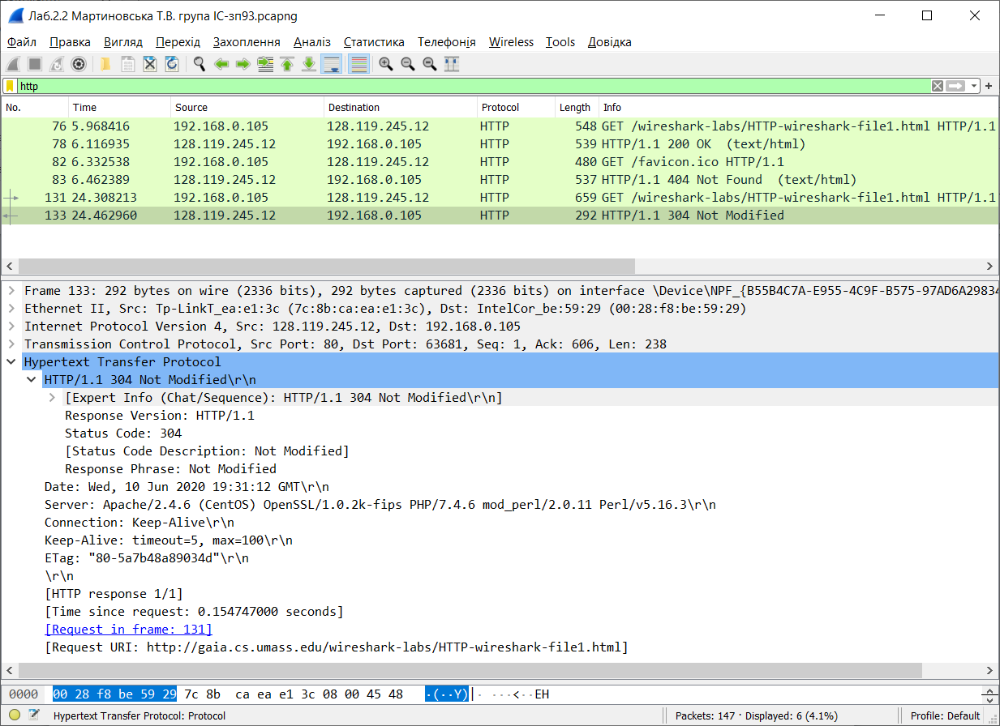 Лаб.2.2 Мартиновська Т.В. група ІС-зп93.pcapng
Файл Правка Вигляд Перехід Захоплення Аналіз Статистика Телефонія Wireless Tools Довідка
http
No. Time Source Destination Protocol Length Info
76 5.968416 192.168.0.105 128.119.245.12 HTTP 548 GET /wireshark-labs/HTTP-wireshark-file1.html HTTP/1.1
78 6.116935 128.119.245.12 192.168.0.105 HTTP 539 HTTP/1.1 200 OK (text/html)
82 6.332538 192.168.0.105 128.119.245.12 HTTP 480 GET /favicon.ico HTTP/1.1
83 6.462389 128.119.245.12 192.168.0.105 HTTP 537 HTTP/1.1 404 Not Found (text/html)
131 24.308213 192.168.0.105 128.119.245.12 HTTP 659 GET /wireshark-labs/HTTP-wireshark-file1.html HTTP/1.1
133 24.462960 128.119.245.12 192.168.0.105 HTTP 292 HTTP/1.1 304 Not Modified
Frame 133: 292 bytes on wire (2336 bits), 292 bytes captured (2336 bits) on interface \Device\NPF_{B55B4C7A-E955-4C9F-B575-97AD6A29834
Ethernet II, Src: Tp-LinkT_ea:e1:3c (7c:8b:ca:ea:e1:3c), Dst: IntelCor_be:59:29 (00:28:f8:be:59:29)
Internet Protocol Version 4, Src: 128.119.245.12, Dst: 192.168.0.105
Transmission Control Protocol, Src Port: 80, Dst Port: 63681, Seq: 1, Ack: 606, Len: 238
Hypertext Transfer Protocol
HTTP/1.1 304 Not Modified\r\n
[Expert Info (Chat/Sequence): HTTP/1.1 304 Not Modified\r\n]
Response Version: HTTP/1.1
Status Code: 304
[Status Code Description: Not Modified]
Response Phrase: Not Modified
Date: Wed, 10 Jun 2020 19:31:12 GMT\r\n
Server: Apache/2.4.6 (CentOS) OpenSSL/1.0.2k-fips PHP/7.4.6 mod_perl/2.0.11 Perl/v5.16.3\r\n
Connection: Keep-Alive\r\n
Keep-Alive: timeout=5, max=100\r\n
ETag: "80-5a7b48a89034d"\r\n
\r\n
[HTTP response 1/1]
[Time since request: 0.154747000 seconds]
[Request in frame: 131]
[Request URI: http://gaia.cs.umass.edu/wireshark-labs/HTTP-wireshark-file1.html]
0000 00 28 f8 be 59 29 7c 8b ca ea e1 3c 08 00 45 48 ·(··Y)|· ···<··EH
Hypertext Transfer Protocol: Protocol Packets: 147 · Displayed: 6 (4.1%) Profile: Default